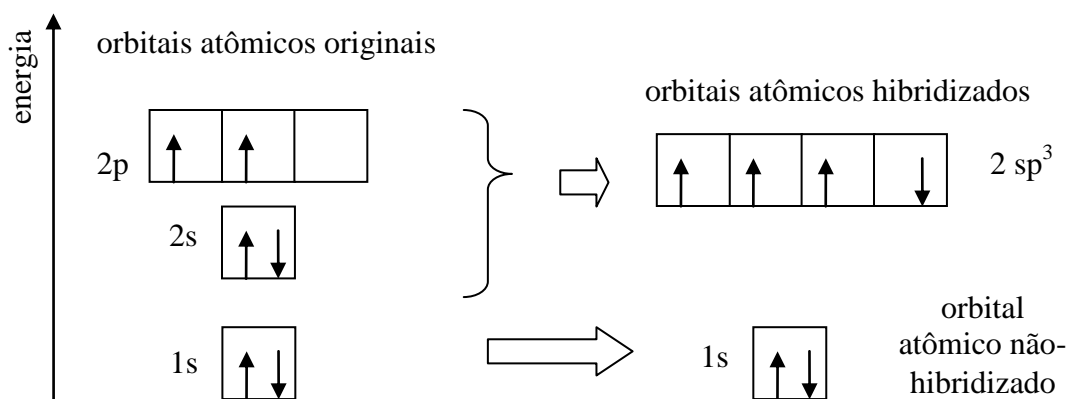 energia
orbitais atômicos originais
2p
2s
1s
orbitais atômicos hibridizados
2 sp³
1s
orbital
atômico não-
hibridizado